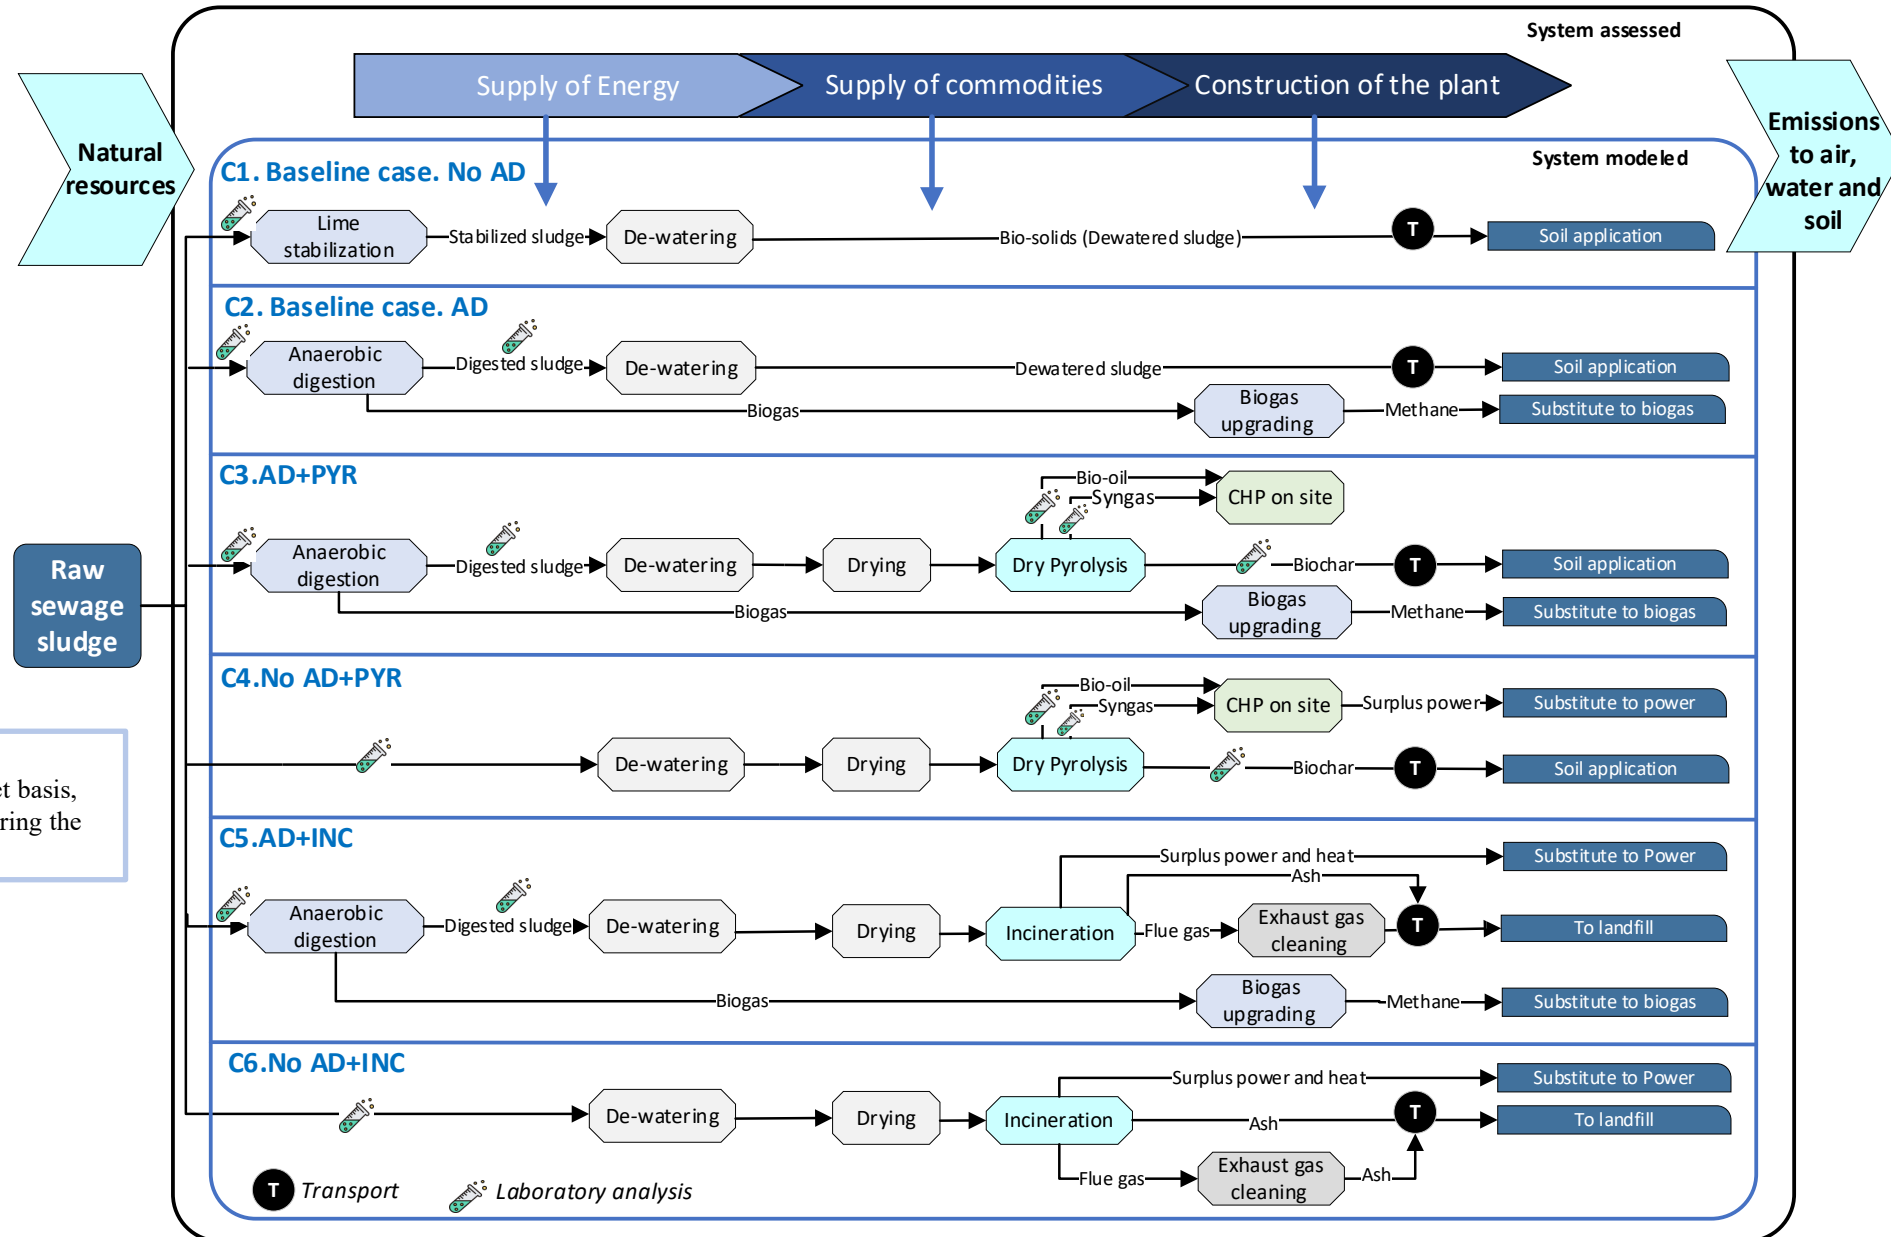 System assessed
Supply of Energy
Supply of commodities
Construction of the plant
Natural
resources
Emissions
to air,
water and
soil
System modeled
C1. Baseline case. No AD
Lime
stabilization
Stabilized sludge
De-watering
Bio-solids (Dewatered sludge)
T
Soil application
C2. Baseline case. AD
Anaerobic
digestion
Digested sludge
De-watering
Dewatered sludge
T
Soil application
Biogas
Biogas
upgrading
Methane
Substitute to biogas
C3.AD+PYR
Bio-oil
Syngas
CHP on site
Anaerobic
digestion
Digested sludge
De-watering
Drying
Dry Pyrolysis
Biochar
T
Soil application
Biogas
Biogas
upgrading
Methane
Substitute to biogas
Raw
sewage
sludge
C4.No AD+PYR
Bio-oil
Syngas
CHP on site
Surplus power
Substitute to power
De-watering
Drying
Dry Pyrolysis
Biochar
T
Soil application
et basis,
ring the
C5.AD+INC
Surplus power and heat
Substitute to Power
Ash
Anaerobic
digestion
Digested sludge
De-watering
Drying
Incineration
Flue gas
Exhaust gas
cleaning
T
To landfill
Biogas
Biogas
upgrading
Methane
Substitute to biogas
C6.No AD+INC
Surplus power and heat
Substitute to Power
De-watering
Drying
Incineration
Ash
T
To landfill
Flue gas
Exhaust gas
cleaning
Ash
T Transport
Laboratory analysis